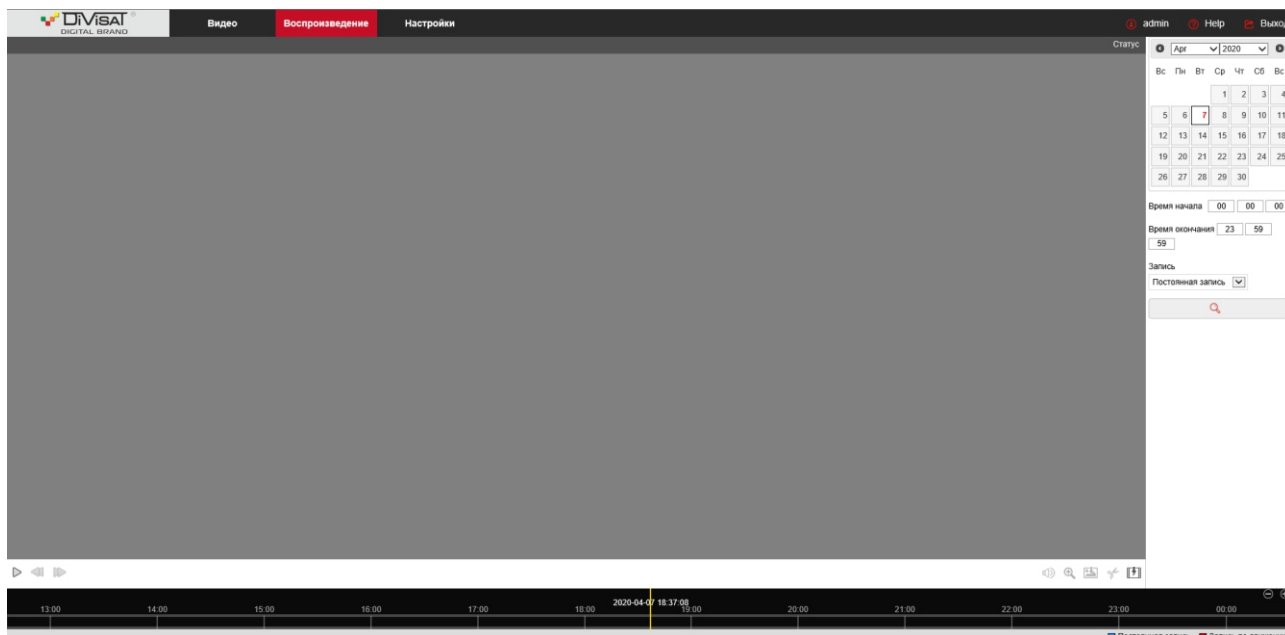 DiViSAT ®
DIGITAL BRAND
Видео
Воспроизведение
Настройки
admin
Help
Выход
Статус
Apr 2020
Вс Пн Вт Ср Чт Сб Вс
1 2 3 4
5 6 7 8 9 10 11
12 13 14 15 16 17 18
19 20 21 22 23 24 25
26 27 28 29 30
Время начала 00 00 00
Время окончания 23 59
59
Запись
Постоянная запись
2020-04-07 18:37:08
13:00 14:00 15:00 16:00 17:00 18:00 19:00 20:00 21:00 22:00 23:00 00:00